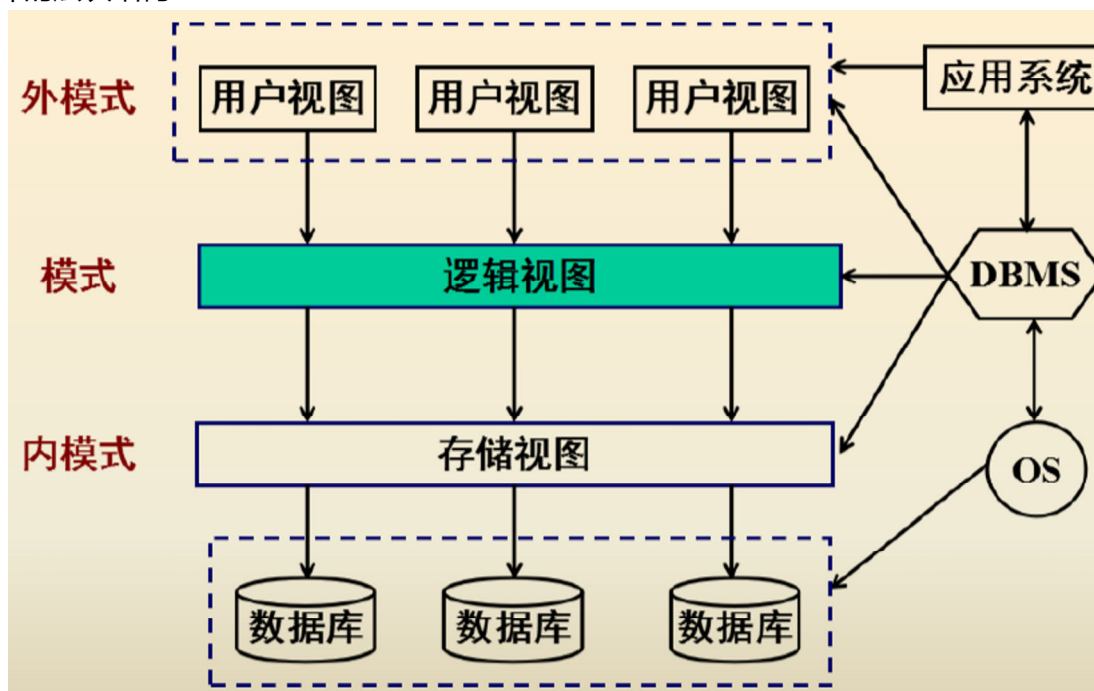 外模式
用户视图
用户视图
用户视图
应用系统
模式
逻辑视图
DBMS
内模式
存储视图
OS
数据库
数据库
数据库